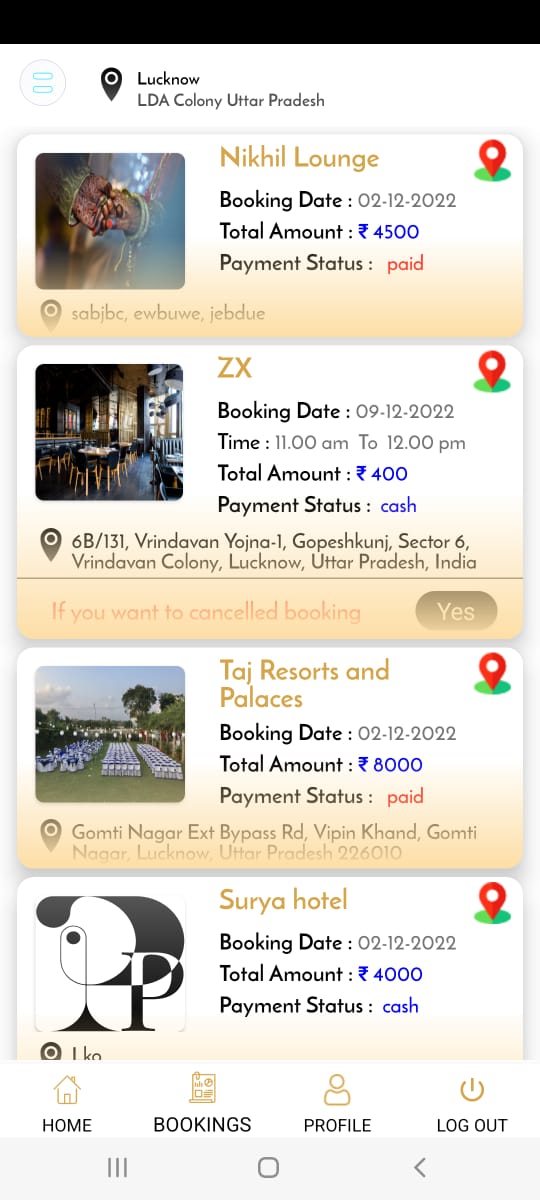 Lucknow
LDA Colony Uttar Pradesh
Nikhil Lounge
Booking Date : 02-12-2022
Total Amount : ₹ 4500
Payment Status : paid
sabjbc, ewbuwe, jebdue
ZX
Booking Date : 09-12-2022
Time : 11.00 am To 12.00 pm
Total Amount : ₹ 400
Payment Status : cash
6B/131, Vrindavan Yojna-1, Gopeshkunj, Sector 6,
Vrindavan Colony, Lucknow, Uttar Pradesh, India
If you want to cancelled booking
Yes
Taj Resorts and
Palaces
Booking Date : 02-12-2022
Total Amount : ₹ 8000
Payment Status : paid
Gomti Nagar Ext Bypass Rd, Vipin Khand, Gomti
Nagar, Lucknow, Uttar Pradesh 226010
Surya hotel
P
Booking Date : 02-12-2022
Total Amount : ₹ 4000
Payment Status : cash
Lko
HOME
BOOKINGS
PROFILE
LOG OUT